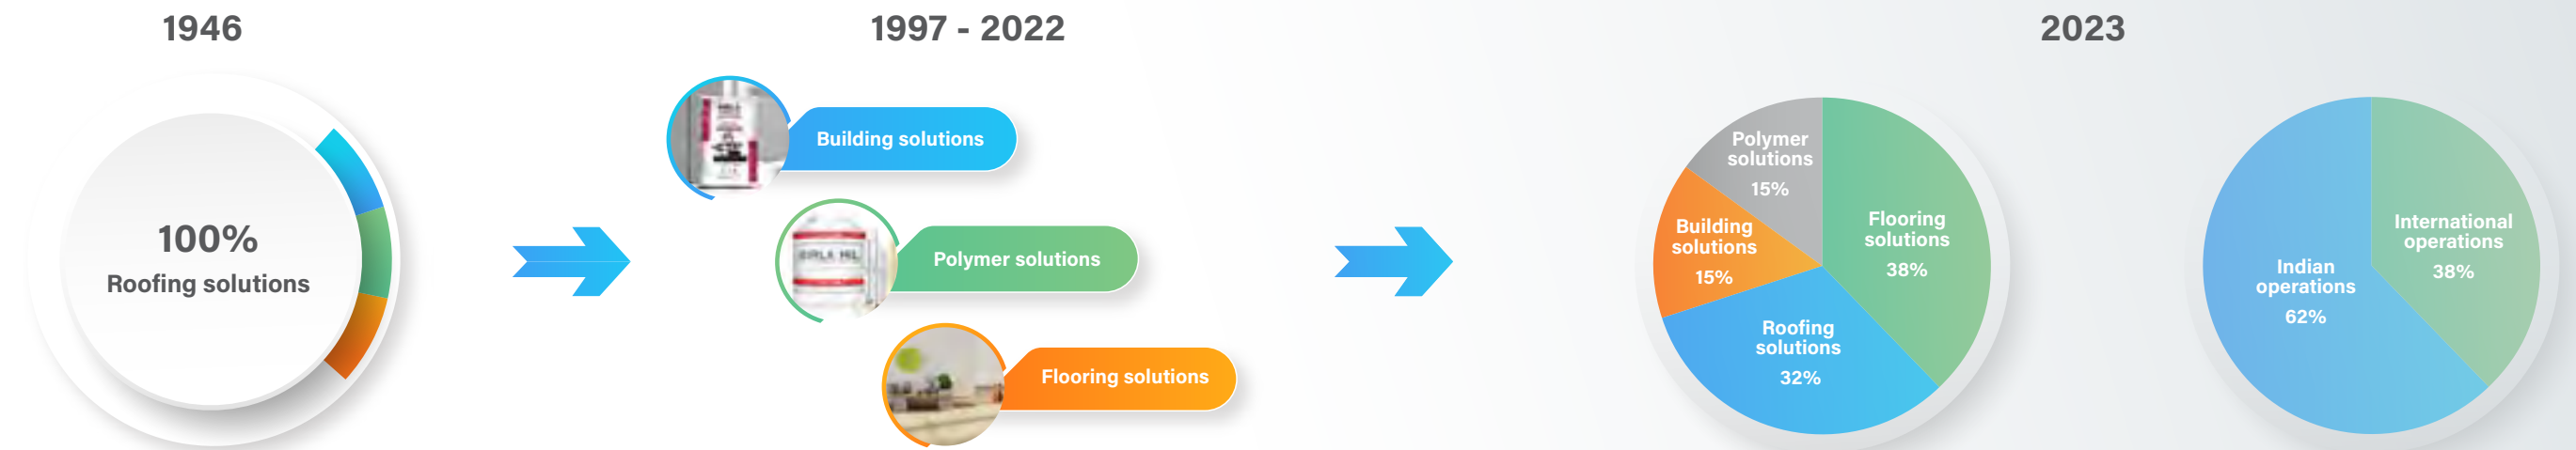 1946
100%
Roofing solutions
1997 - 2022
Building solutions
Polymer solutions
Flooring solutions
2023
Polymer
solutions
15%
Flooring
solutions
38%
Building
solutions
15%
Roofing
solutions
32%
International
operations
38%
Indian
operations
62%